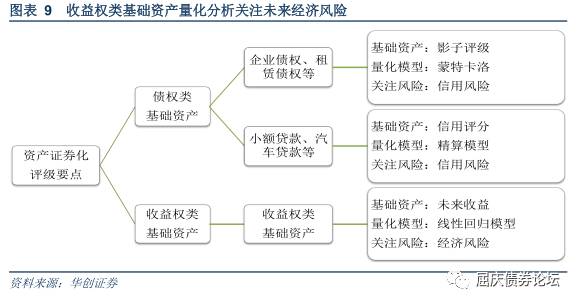 图表 9 收益权类基础资产量化分析关注未来经济风险
资产证券化
评级要点
债权类
基础资产
收益权类
基础资产
企业债权、租
赁债权等
小额贷款、汽
车贷款等
收益权类
基础资产
基础资产：影子评级
量化模型：蒙特卡洛
关注风险：信用风险
基础资产：信用评分
量化模型：精算模型
关注风险：信用风险
基础资产：未来收益
量化模型：线性回归模型
关注风险：经济风险
资料来源：华创证券
屈庆债券论坛